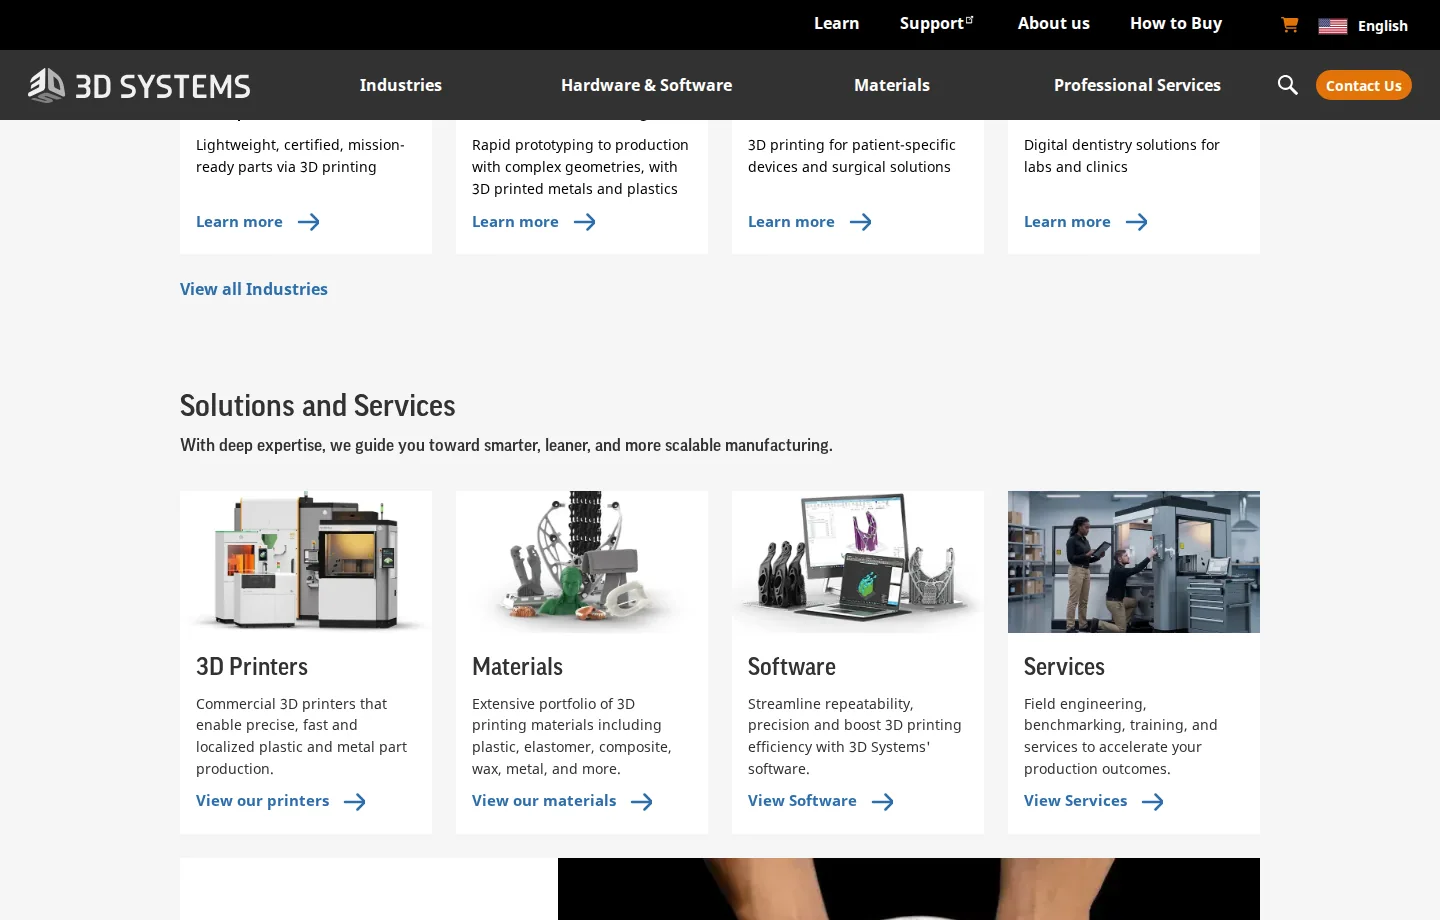 Learn
Support
About us
How to Buy
English
3D SYSTEMS
Industries
Hardware & Software
Materials
Professional Services
Contact Us
Lightweight, certified, mission-
ready parts via 3D printing
Learn more
Rapid prototyping to production
with complex geometries, with
3D printed metals and plastics
Learn more
3D printing for patient-specific
devices and surgical solutions
Learn more
Digital dentistry solutions for
labs and clinics
Learn more
View all Industries
Solutions and Services
With deep expertise, we guide you toward smarter, leaner, and more scalable manufacturing.
3D Printers
Commercial 3D printers that
enable precise, fast and
localized plastic and metal part
production.
View our printers
Materials
Extensive portfolio of 3D
printing materials including
plastic, elastomer, composite,
wax, metal, and more.
View our materials
Software
Streamline repeatability,
precision and boost 3D printing
efficiency with 3D Systems'
software.
View Software
Services
Field engineering,
benchmarking, training, and
services to accelerate your
production outcomes.
View Services